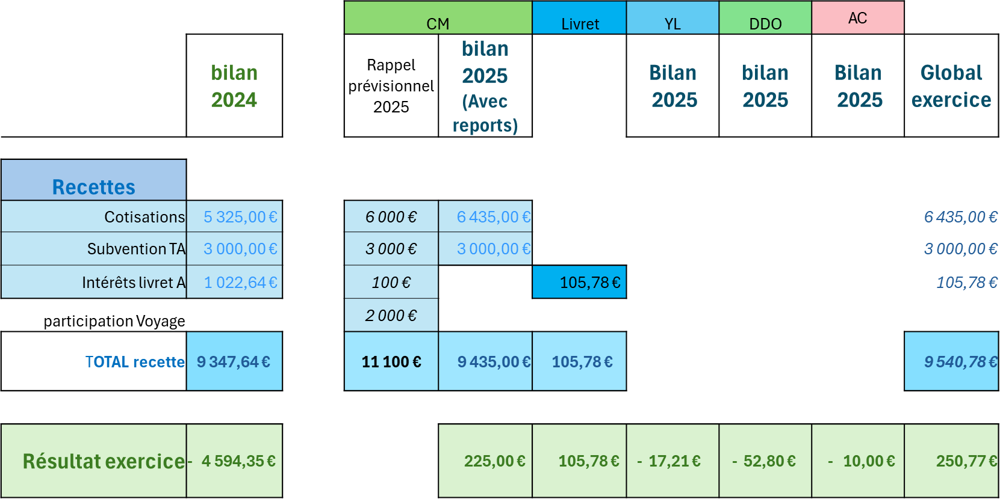 CM Livret YL DDO AC
bilan 2024
Rappel prévisionnel 2025
bilan 2025 (Avec reports)
Bilan 2025
bilan 2025
Bilan 2025
Global exercice
Recettes
Cotisations 5 325,00 € 6 000 € 6 435,00 € 6 435,00 €
Subvention TA 3 000,00 € 3 000 € 3 000,00 € 3 000,00 €
Intérêts livret A 1 022,64 € 100 € 105,78 € 105,78 €
participation Voyage 2 000 €
TOTAL recette 9 347,64 € 11 100 € 9 435,00 € 105,78 € 9 540,78 €
Résultat exercice - 4 594,35 € 225,00 € 105,78 € - 17,21 € - 52,80 € - 10,00 € 250,77 €